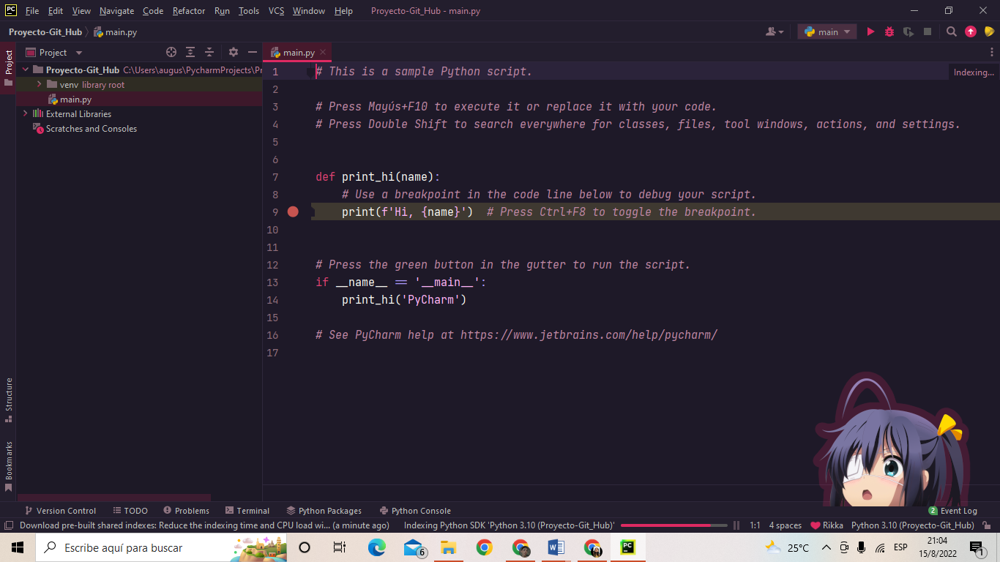 PC File Edit View Navigate Code Refactor Run Tools VCS Window Help Proyecto-Git_Hub - main.py
Proyecto-Git_Hub main.py main
Project main.py
Project
Proyecto-Git_Hub C:\Users\augus\PycharmProjects\Pr
venv library root
main.py
External Libraries
Scratches and Consoles
Indexing...
1 # This is a sample Python script.
2
3 # Press Mayús+F10 to execute it or replace it with your code.
4 # Press Double Shift to search everywhere for classes, files, tool windows, actions, and settings.
5
6
7 def print_hi(name):
8 # Use a breakpoint in the code line below to debug your script.
9 print(f'Hi, {name}') # Press Ctrl+F8 to toggle the breakpoint.
10
11
12 # Press the green button in the gutter to run the script.
13 if __name__ == '__main__':
14 print_hi('PyCharm')
15
16 # See PyCharm help at https://www.jetbrains.com/help/pycharm/
17
Structure
Bookmarks
Version Control TODO Problems Terminal Python Packages Python Console 2 Event Log
Download pre-built shared indexes: Reduce the indexing time and CPU load wi... (a minute ago) Indexing Python SDK 'Python 3.10 (Proyecto-Git_Hub)' 1:1 4 spaces Rikka Python 3.10 (Proyecto-Git_Hub)
Escribe aquí para buscar 6 W PC 25°C ESP 21:04
15/8/2022 1